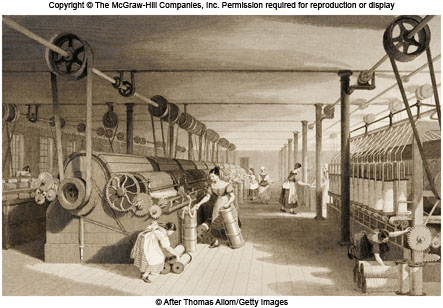 Copyright © The McGraw-Hill Companies, Inc. Permission required for reproduction or display
© After Thomas Allom/Getty Images